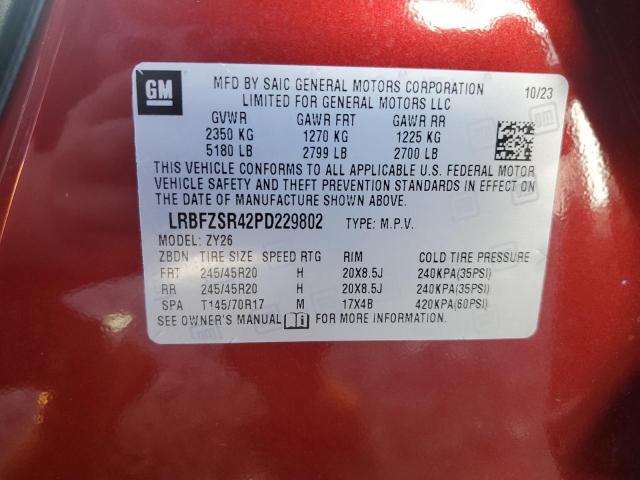 GM
MFD BY SAIC GENERAL MOTORS CORPORATION 10/23
LIMITED FOR GENERAL MOTORS LLC
GVWR GAWR FRT GAWR RR
2350 KG 1270 KG 1225 KG
5180 LB 2799 LB 2700 LB
THIS VEHICLE CONFORMS TO ALL APPLICABLE U.S. FEDERAL MOTOR
VEHICLE SAFETY AND THEFT PREVENTION STANDARDS IN EFFECT ON
THE DATE OF MANUFACTURE SHOWN ABOVE.
LRBFZSR42PD229802 TYPE: M.P.V.
MODEL: ZY26
ZBDN TIRE SIZE SPEED RTG RIM COLD TIRE PRESSURE
FRT 245/45R20 H 20X8.5J 240KPA(35PSI)
RR 245/45R20 H 20X8.5J 240KPA(35PSI)
SPA T145/70R17 M 17X4B 420KPA(60PSI)
SEE OWNER'S MANUAL FOR MORE INFORMATION.